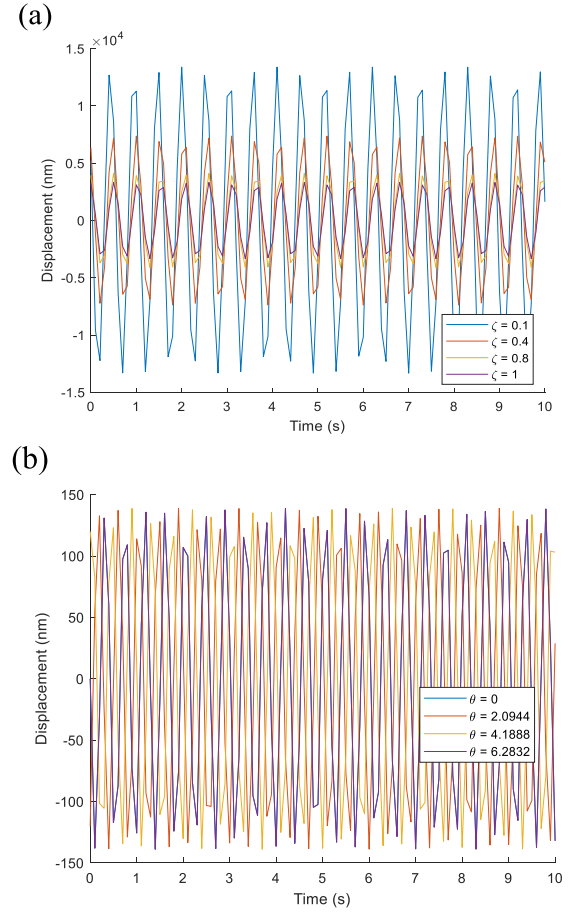 (a)
×10^4
1.5
1
0.5
0
-0.5
-1
-1.5
Displacement (nm)
ζ = 0.1
ζ = 0.4
ζ = 0.8
ζ = 1
0 1 2 3 4 5 6 7 8 9 10
Time (s)
(b)
150
100
50
0
-50
-100
-150
Displacement (nm)
θ = 0
θ = 2.0944
θ = 4.1888
θ = 6.2832
0 1 2 3 4 5 6 7 8 9 10
Time (s)